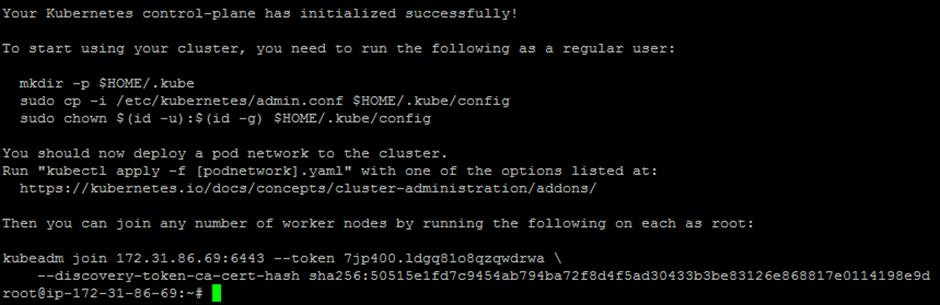 Your Kubernetes control-plane has initialized successfully!
To start using your cluster, you need to run the following as a regular user:
mkdir -p $HOME/.kube
sudo cp -i /etc/kubernetes/admin.conf $HOME/.kube/config
sudo chown $(id -u):$(id -g) $HOME/.kube/config
You should now deploy a pod network to the cluster.
Run "kubectl apply -f [podnetwork].yaml" with one of the options listed at:
https://kubernetes.io/docs/concepts/cluster-administration/addons/
Then you can join any number of worker nodes by running the following on each as root:
kubeadm join 172.31.86.69:6443 --token 7jp400.ldgq81o8qzqwdrwa \
--discovery-token-ca-cert-hash sha256:50515e1fd7c9454ab794ba72f8d4f5ad30433b3be83126e868817e0114198e9d
root@ip-172-31-86-69:~#